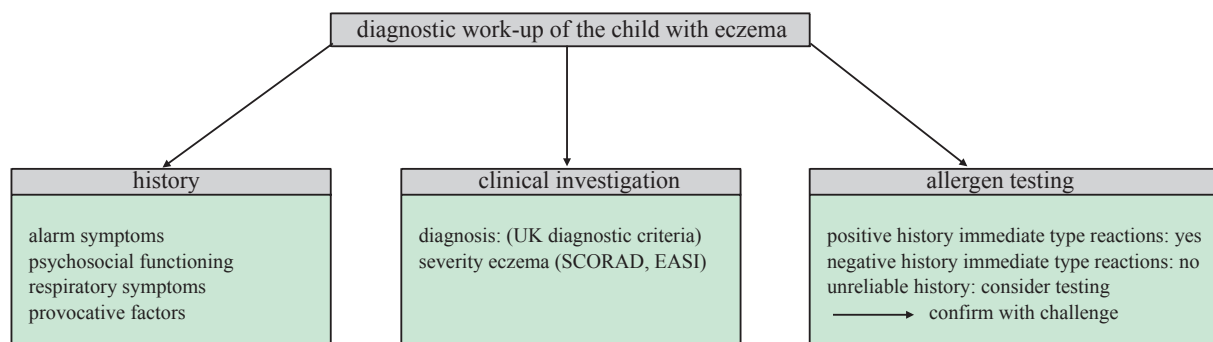 diagnostic work-up of the child with eczema
history
alarm symptoms
psychosocial functioning
respiratory symptoms
provocative factors
clinical investigation
diagnosis: (UK diagnostic criteria)
severity eczema (SCORAD, EASI)
allergen testing
positive history immediate type reactions: yes
negative history immediate type reactions: no
unreliable history: consider testing
confirm with challenge